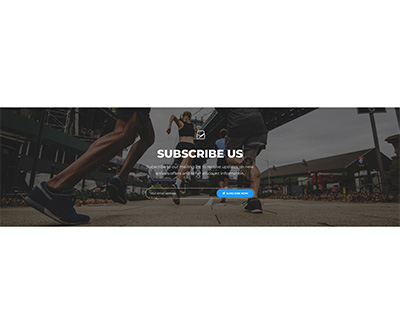 SUBSCRIBE US
Subscribe to our mailing list to receive updates on new
arrivals, offers and other discount information.
Your email address
SUBSCRIBE NOW